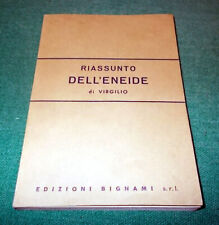 RIASSUNTO
DELL'ENEIDE
di VIRGILIO
EDIZIONI BIGNAMI s.r.l.